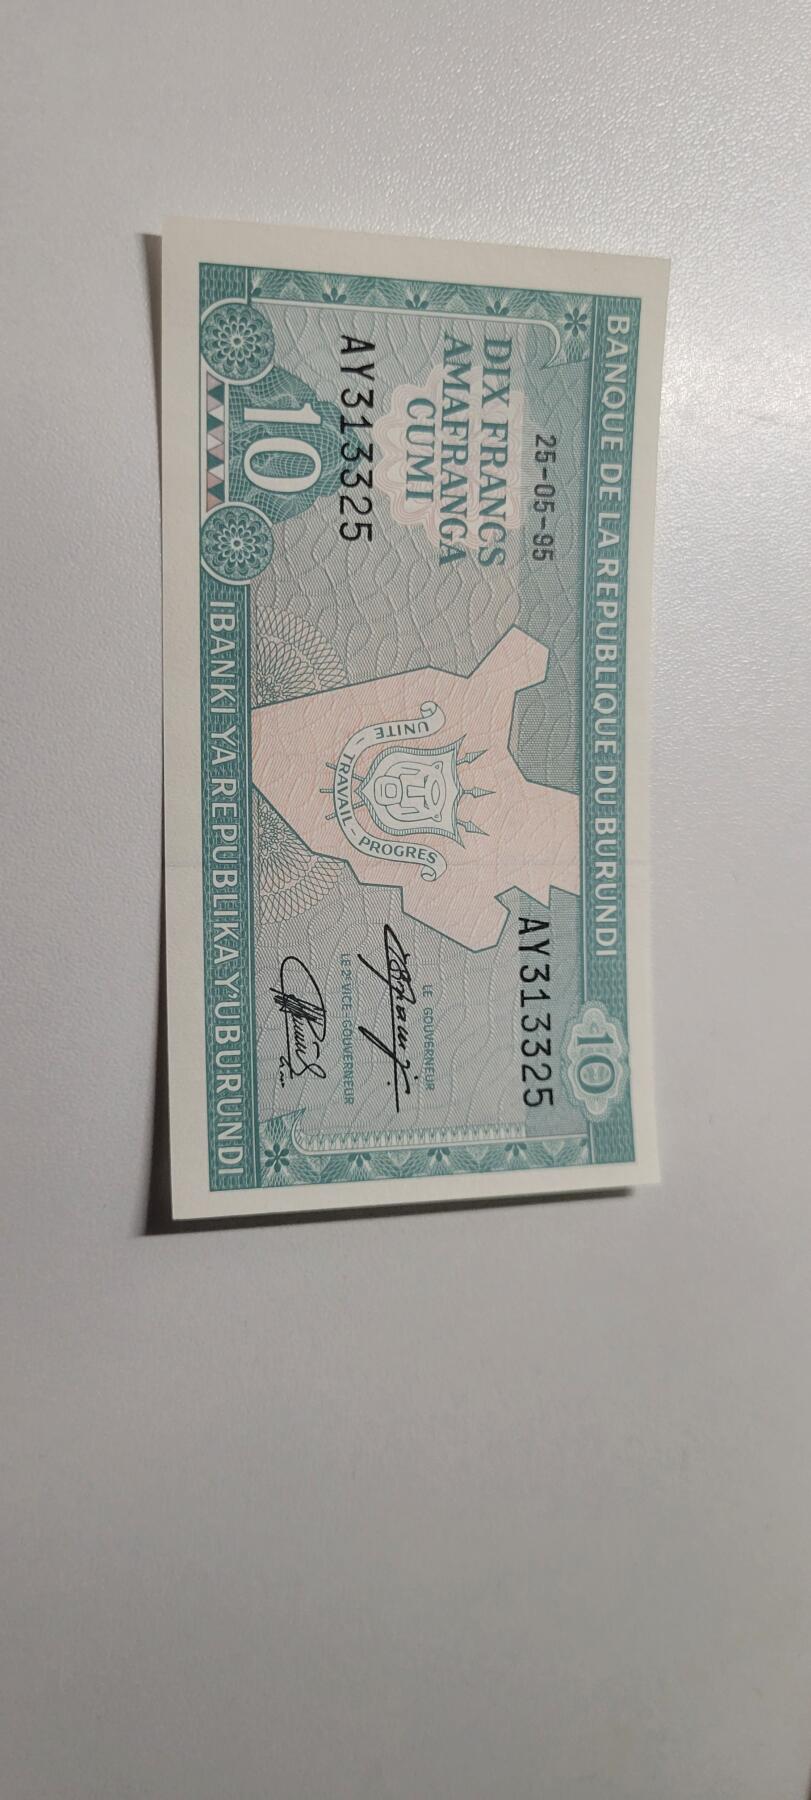 BANQUE DE LA REPUBLIQUE DU BURUNDI
10
25-05-95
AY313325
DIX FRANCS
AMAFRANGA
CUMI
UNITE - TRAVAIL - PROGRES
LE GOUVERNEUR
LE 2E VICE-GOUVERNEUR
AY313325
10
IBANKI YA REPUBLIKA Y'UBURUNDI